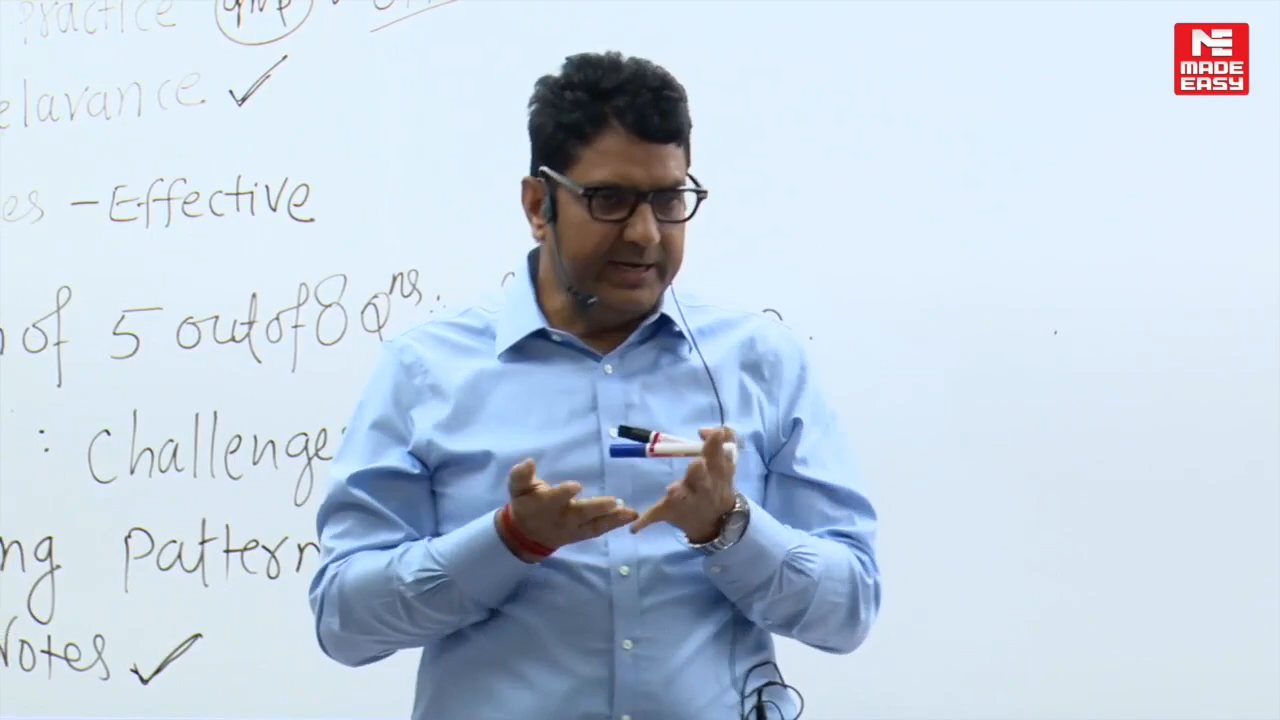 Practice
elavance ✓
es - Effective
of 5 out of 8 Qns:
: Challenge
ng Pattern
Notes ✓
MADE
EASY